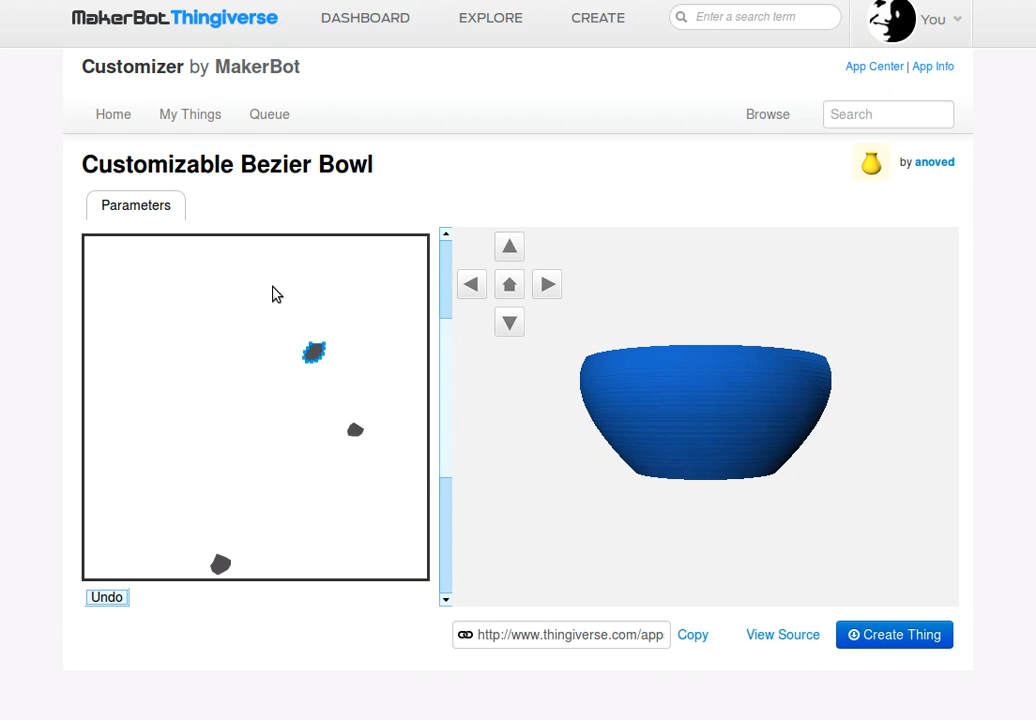 MakerBot Thingiverse DASHBOARD EXPLORE CREATE Enter a search term You
Customizer by MakerBot App Center | App Info
Home My Things Queue Browse Search
Customizable Bezier Bowl by anoved
Parameters
Undo
http://www.thingiverse.com/app Copy View Source Create Thing